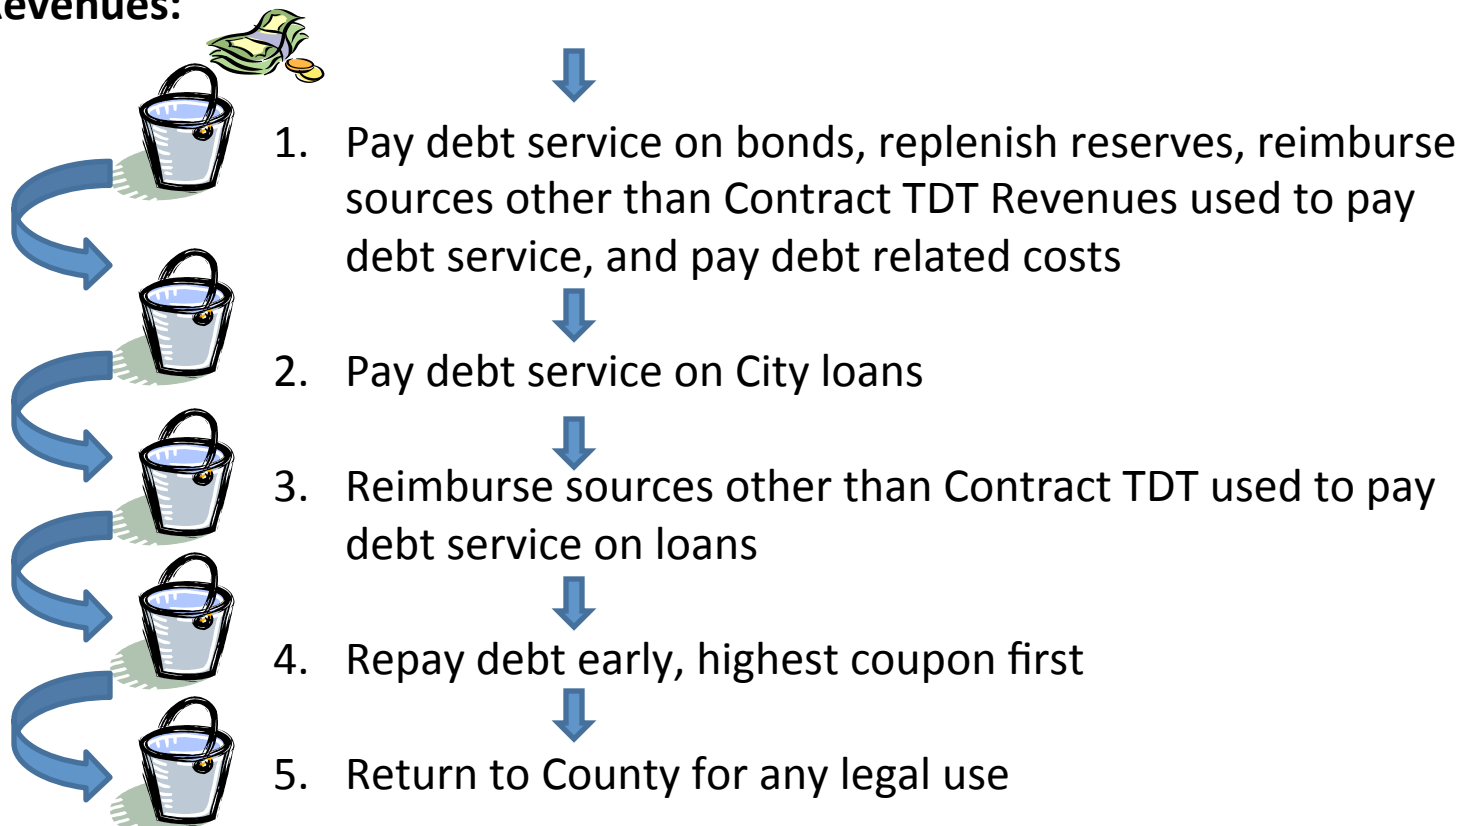 Revenues:
1. Pay debt service on bonds, replenish reserves, reimburse
sources other than Contract TDT Revenues used to pay
debt service, and pay debt related costs
2. Pay debt service on City loans
3. Reimburse sources other than Contract TDT used to pay
debt service on loans
4. Repay debt early, highest coupon first
5. Return to County for any legal use